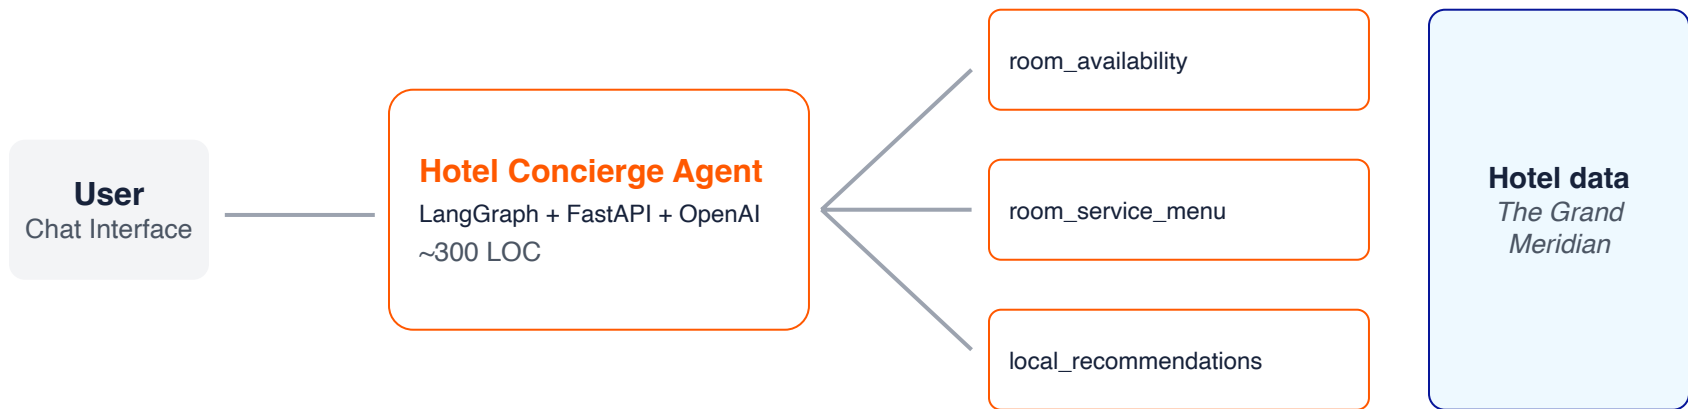 User
Chat Interface
Hotel Concierge Agent
LangGraph + FastAPI + OpenAI
~300 LOC
room_availability
room_service_menu
local_recommendations
Hotel data
The Grand
Meridian